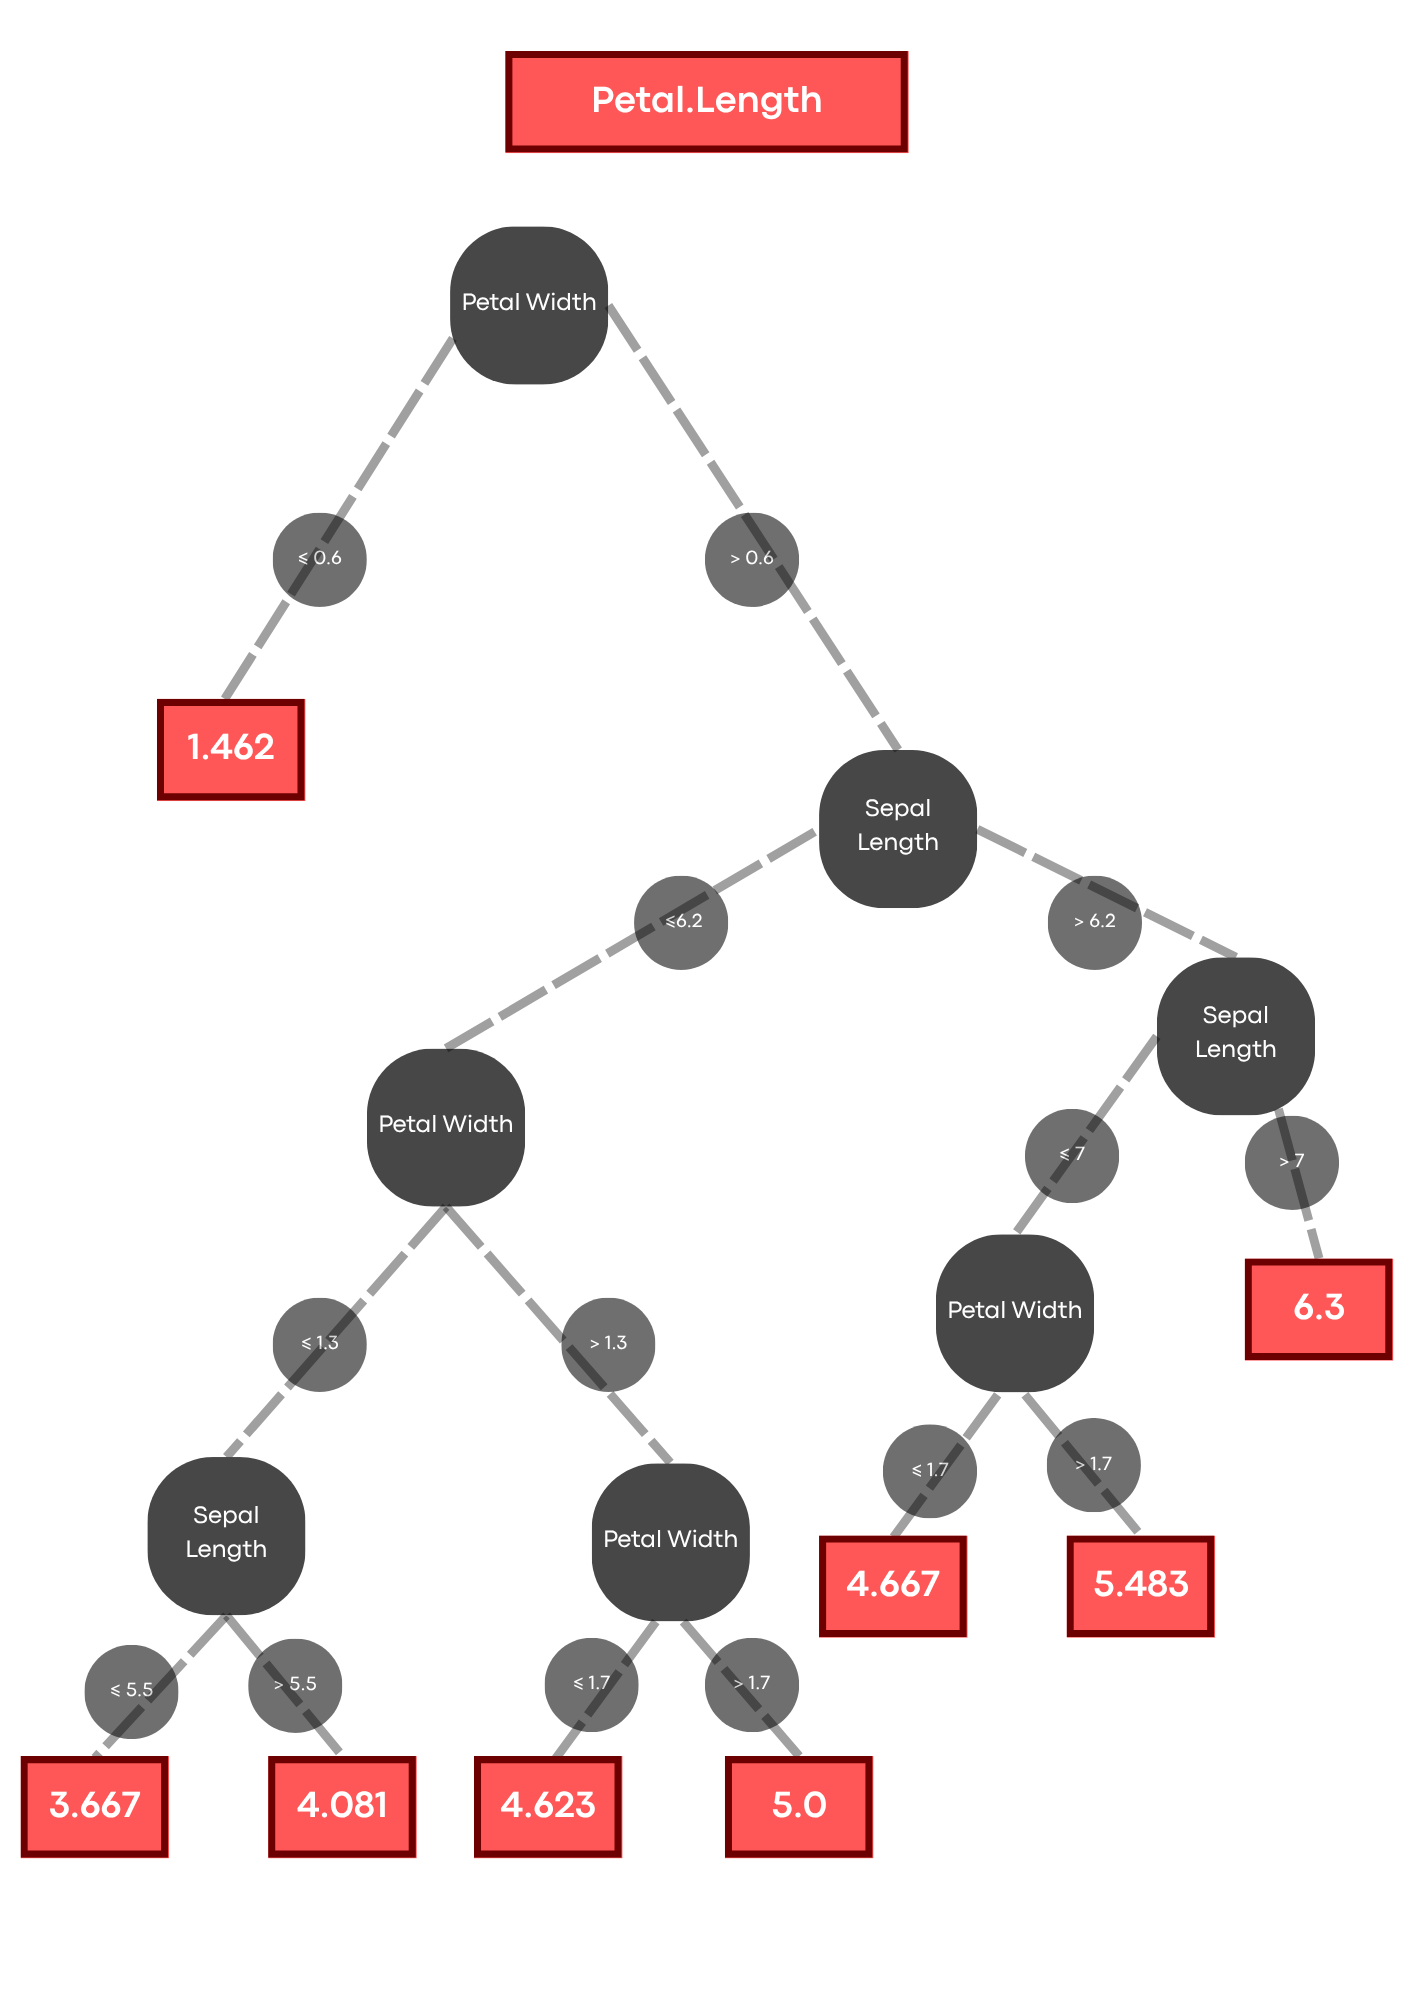 Petal.Length
Petal Width
⩽ 0.6
> 0.6
1.462
Sepal
Length
⩽6.2
> 6.2
Sepal
Length
Petal Width
⩽ 7
> 7
Petal Width
6.3
⩽ 1.3
> 1.3
⩽ 1.7
> 1.7
Sepal
Length
Petal Width
4.667
5.483
⩽ 5.5
> 5.5
⩽ 1.7
> 1.7
3.667
4.081
4.623
5.0